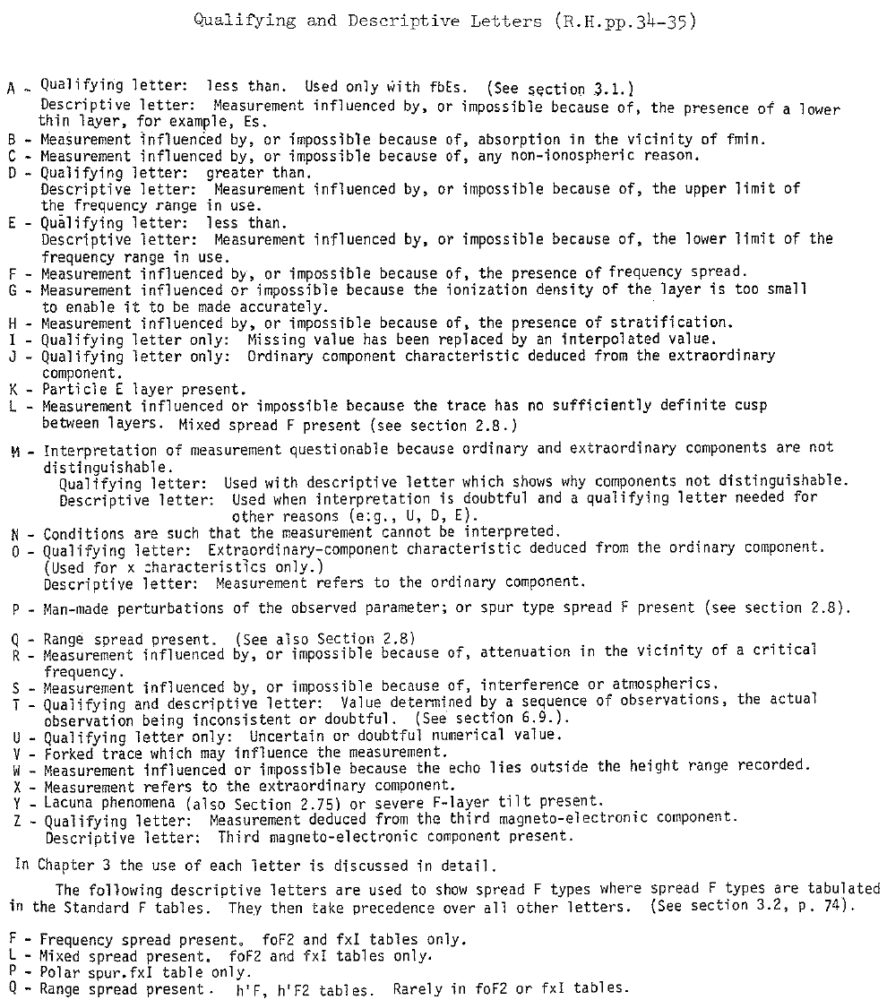 Qualifying and Descriptive Letters (R.H.pp.34-35)
A - Qualifying letter: less than. Used only with fbEs. (See section 3.1.)
Descriptive letter: Measurement influenced by, or impossible because of, the presence of a lower
thin layer, for example, Es.
B - Measurement influenced by, or impossible because of, absorption in the vicinity of fmin.
C - Measurement influenced by, or impossible because of, any non-ionospheric reason.
D - Qualifying letter: greater than.
Descriptive letter: Measurement influenced by, or impossible because of, the upper limit of
the frequency range in use.
E - Qualifying letter: less than.
Descriptive letter: Measurement influenced by, or impossible because of, the lower limit of the
frequency range in use.
F - Measurement influenced by, or impossible because of, the presence of frequency spread.
G - Measurement influenced or impossible because the ionization density of the layer is too small
to enable it to be made accurately.
H - Measurement influenced by, or impossible because of, the presence of stratification.
I - Qualifying letter only: Missing value has been replaced by an interpolated value.
J - Qualifying letter only: Ordinary component characteristic deduced from the extraordinary
component.
K - Particle E layer present.
L - Measurement influenced or impossible because the trace has no sufficiently definite cusp
between layers. Mixed spread F present (see section 2.8.)
M - Interpretation of measurement questionable because ordinary and extraordinary components are not
distinguishable.
Qualifying letter: Used with descriptive letter which shows why components not distinguishable.
Descriptive letter: Used when interpretation is doubtful and a qualifying letter needed for
other reasons (e:g., U, D, E).
N - Conditions are such that the measurement cannot be interpreted.
O - Qualifying letter: Extraordinary-component characteristic deduced from the ordinary component.
(Used for x characteristics only.)
Descriptive letter: Measurement refers to the ordinary component.
P - Man-made perturbations of the observed parameter; or spur type spread F present (see section 2.8).
Q - Range spread present. (See also Section 2.8)
R - Measurement influenced by, or impossible because of, attenuation in the vicinity of a critical
frequency.
S - Measurement influenced by, or impossible because of, interference or atmospherics.
T - Qualifying and descriptive letter: Value determined by a sequence of observations, the actual
observation being inconsistent or doubtful. (See section 6.9.).
U - Qualifying letter only: Uncertain or doubtful numerical value.
V - Forked trace which may influence the measurement.
W - Measurement influenced or impossible because the echo lies outside the height range recorded.
X - Measurement refers to the extraordinary component.
Y - Lacuna phenomena (also Section 2.75) or severe F-layer tilt present.
Z - Qualifying letter: Measurement deduced from the third magneto-electronic component.
Descriptive letter: Third magneto-electronic component present.
In Chapter 3 the use of each letter is discussed in detail.
The following descriptive letters are used to show spread F types where spread F types are tabulated
in the Standard F tables. They then take precedence over all other letters. (See section 3.2, p. 74).
F - Frequency spread present. foF2 and fxI tables only.
L - Mixed spread present. foF2 and fxI tables only.
P - Polar spur.fxI table only.
Q - Range spread present. h'F, h'F2 tables. Rarely in foF2 or fxI tables.